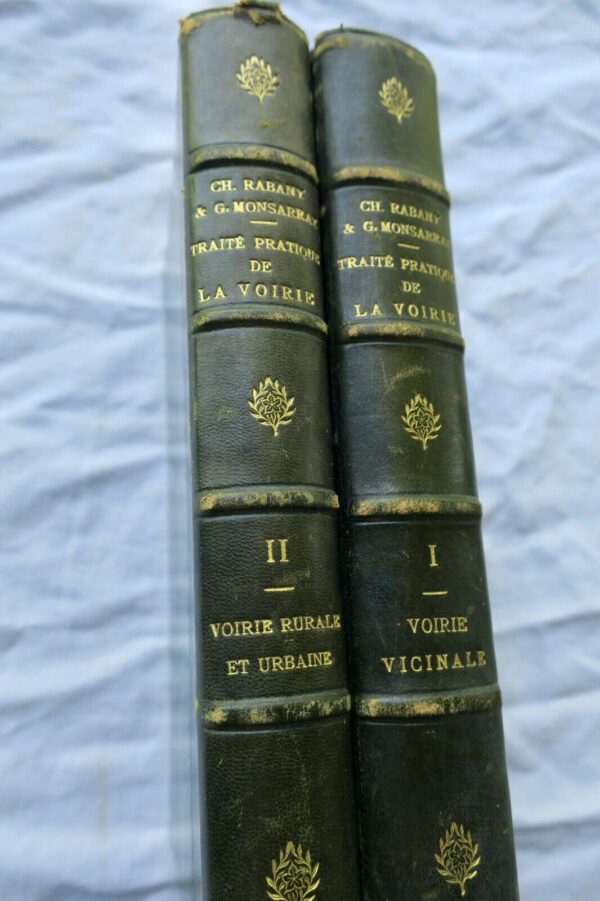 CH. RABANY
& G. MONSARRAT
TRAITÉ PRATIQUE
DE
LA VOIRIE
II
VOIRIE RURALE
ET URBAINE
CH. RABANY
& G. MONSARRAT
TRAITÉ PRATIQUE
DE
LA VOIRIE
I
VOIRIE
VICINALE